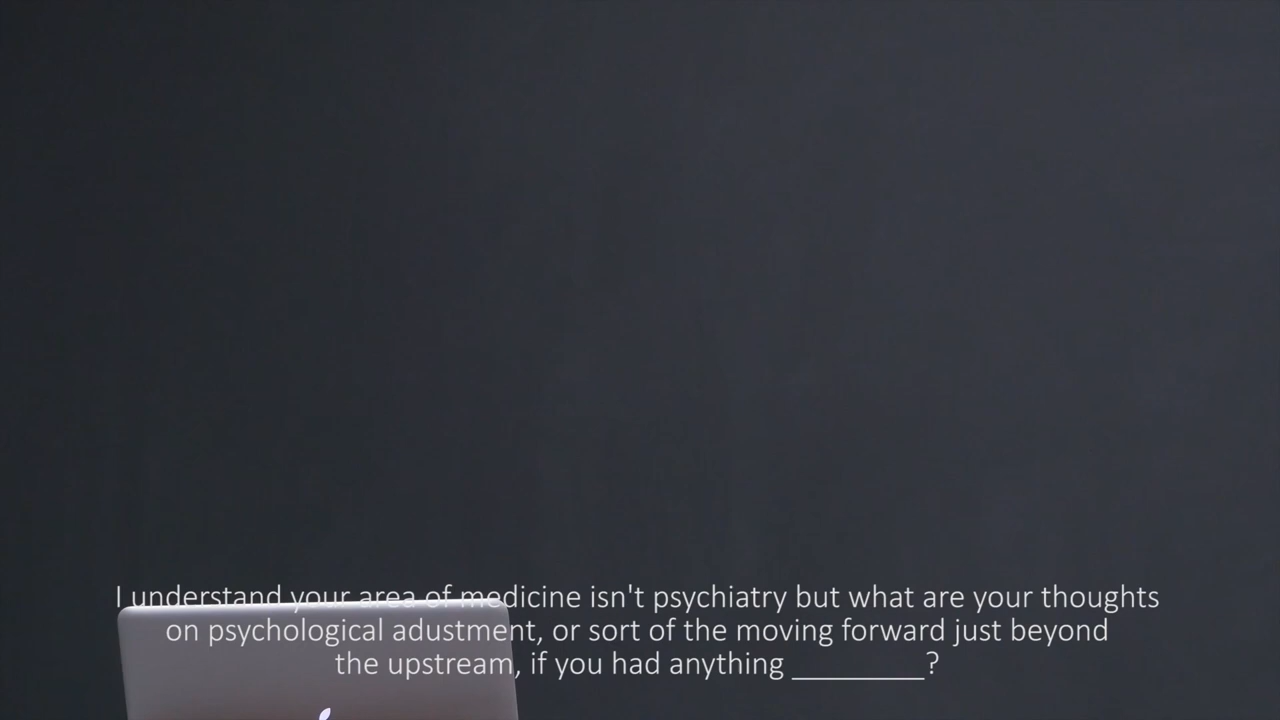 I understand your area of medicine isn't psychiatry but what are your thoughts
on psychological adustment, or sort of the moving forward just beyond
the upstream, if you had anything ________?